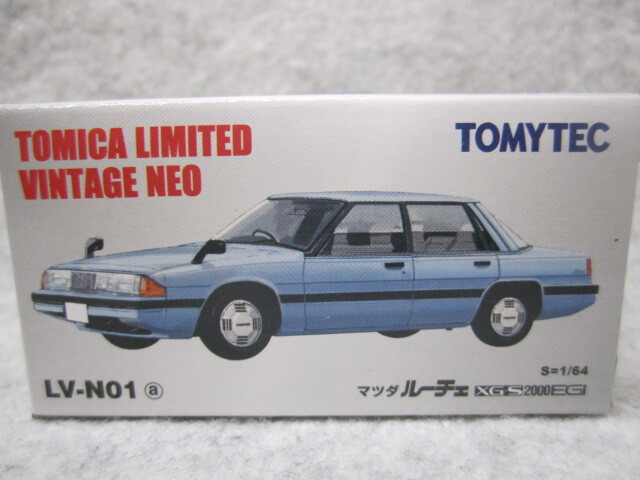 TOMICA LIMITED
VINTAGE NEO
TOMYTEC
S=1/64
LV-N01 ⓐ
マツダ ルーチェ XG-S 2000 EGI